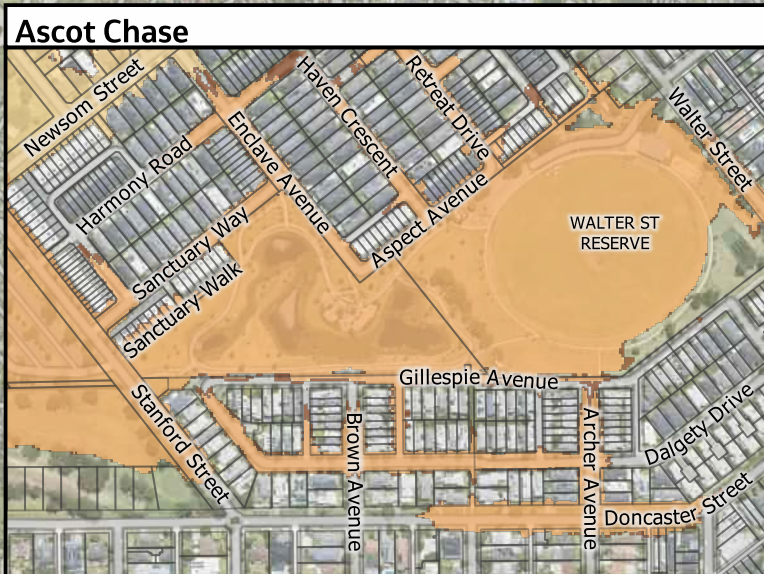 Ascot Chase
Newsom Street
Haven Crescent
Retreat Drive
Walter Street
Enclave Avenue
Harmony Road
Aspect Avenue
WALTER ST
RESERVE
Sanctuary Way
Sanctuary Walk
Gillespie Avenue
Stanford Street
Brown Avenue
Archer Avenue
Dalgety Drive
Doncaster Street